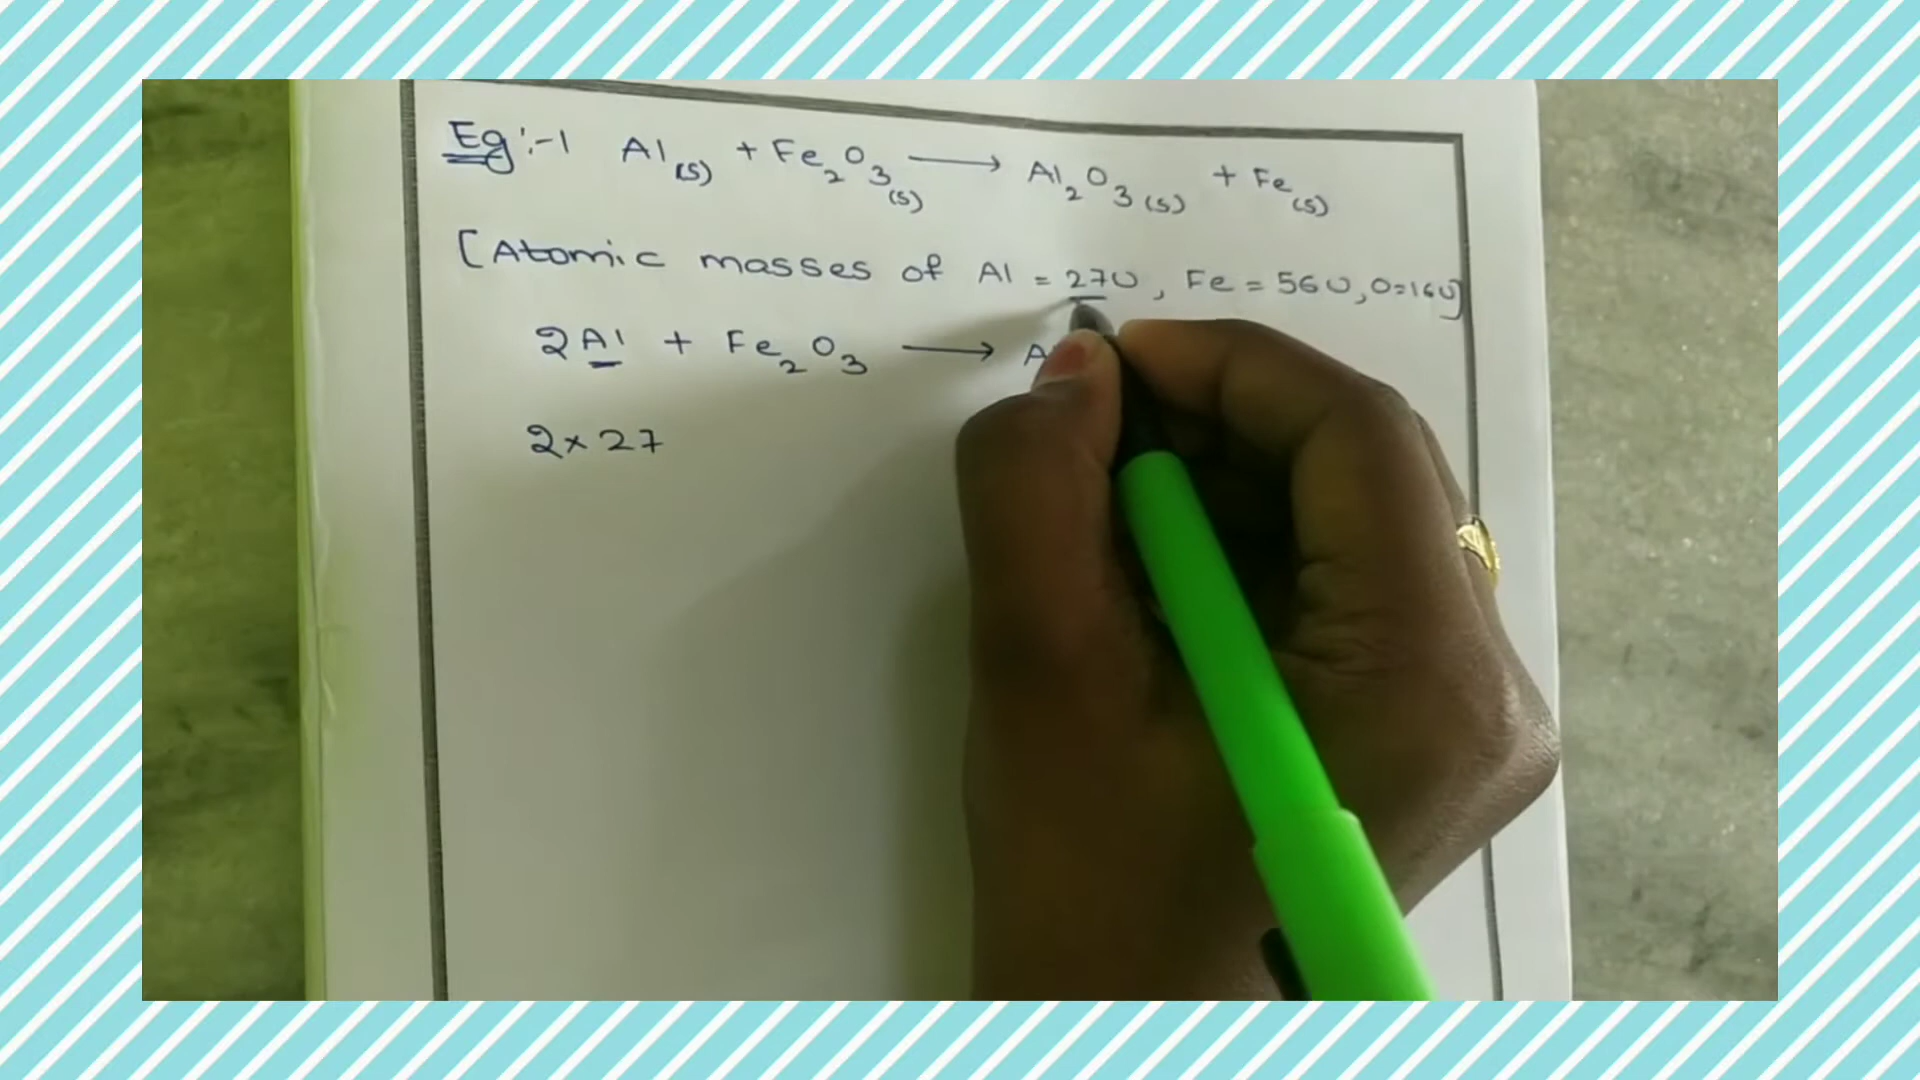 Eg:-1 Al(s) + Fe2O3(s) → Al2O3(s) + Fe(s)
[Atomic masses of Al = 27U, Fe = 56U, O=16U]
2Al + Fe2O3 → A
2×27